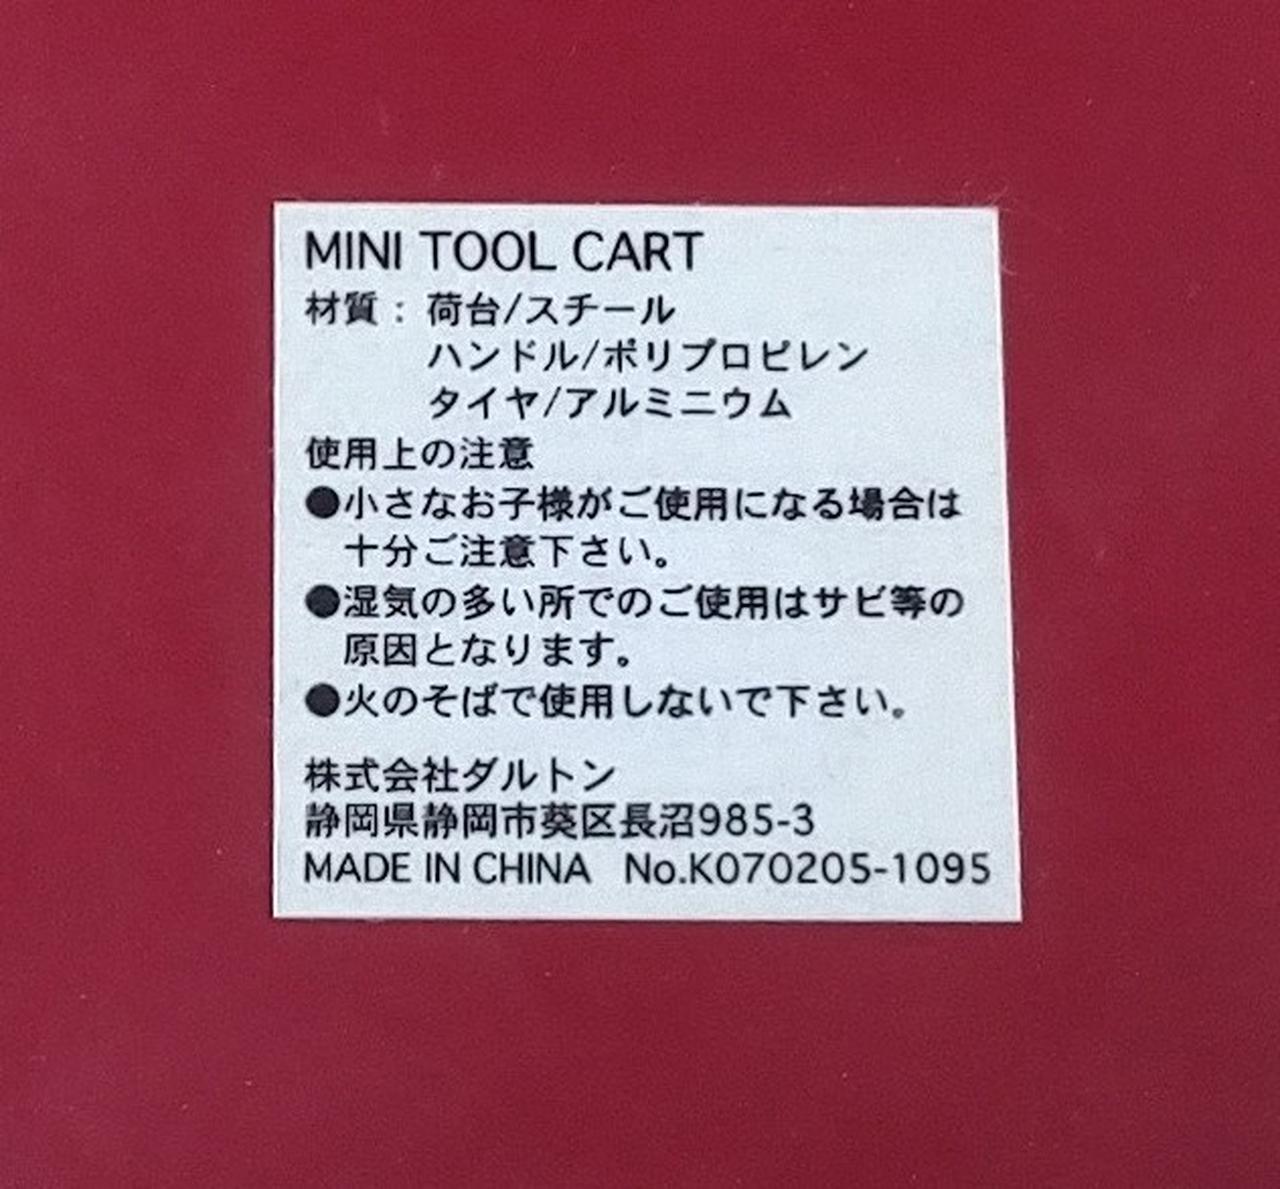 MINI TOOL CART
材質： 荷台/スチール
ハンドル/ポリプロピレン
タイヤ/アルミニウム
使用上の注意
●小さなお子様がご使用になる場合は
十分ご注意下さい。
●湿気の多い所でのご使用はサビ等の
原因となります。
●火のそばで使用しないで下さい。
株式会社ダルトン
静岡県静岡市葵区長沼985-3
MADE IN CHINA No.K070205-1095